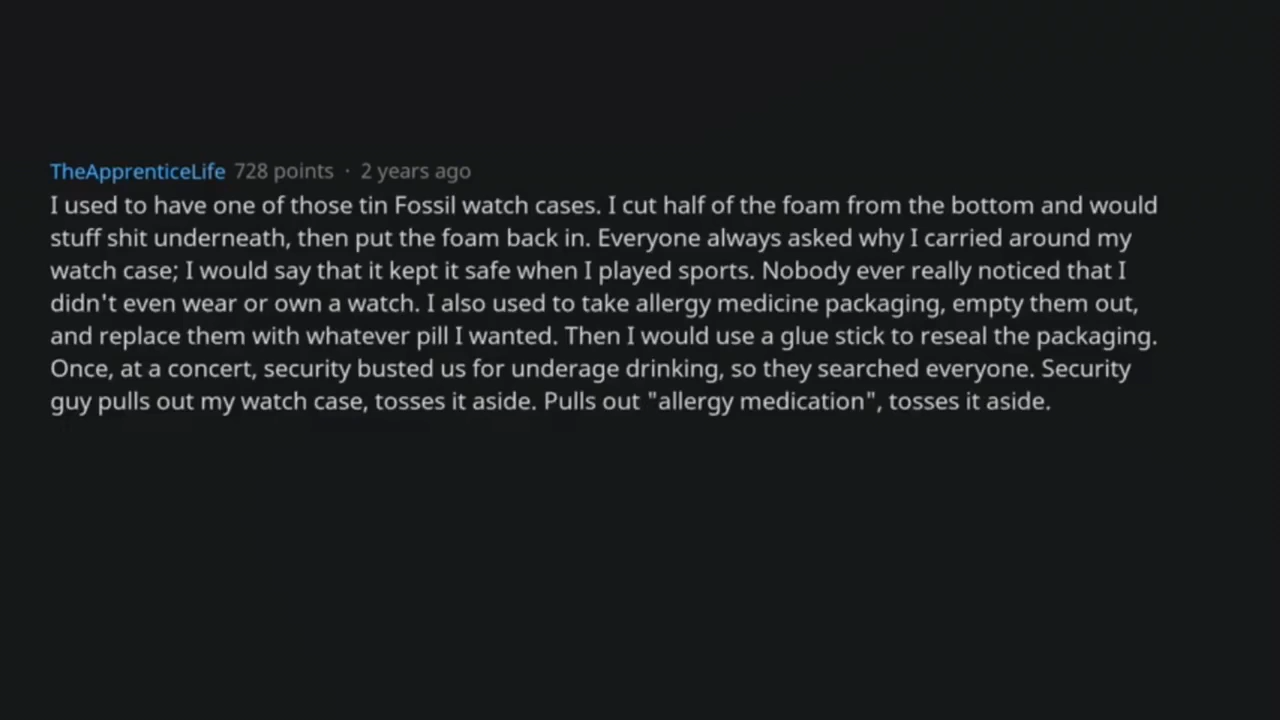 TheApprenticeLife 728 points · 2 years ago
I used to have one of those tin Fossil watch cases. I cut half of the foam from the bottom and would
stuff shit underneath, then put the foam back in. Everyone always asked why I carried around my
watch case; I would say that it kept it safe when I played sports. Nobody ever really noticed that I
didn't even wear or own a watch. I also used to take allergy medicine packaging, empty them out,
and replace them with whatever pill I wanted. Then I would use a glue stick to reseal the packaging.
Once, at a concert, security busted us for underage drinking, so they searched everyone. Security
guy pulls out my watch case, tosses it aside. Pulls out "allergy medication", tosses it aside.